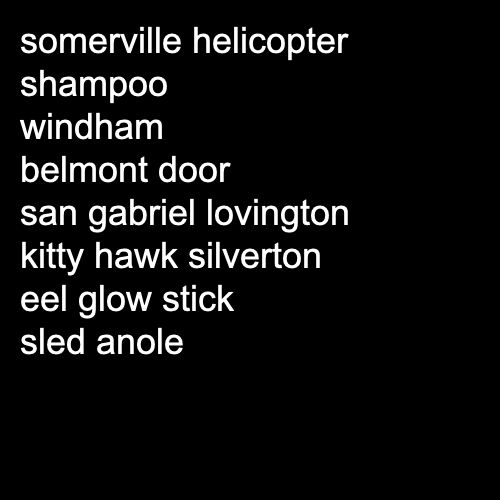 somerville helicopter
shampoo
windham
belmont door
san gabriel lovington
kitty hawk silverton
eel glow stick
sled anole